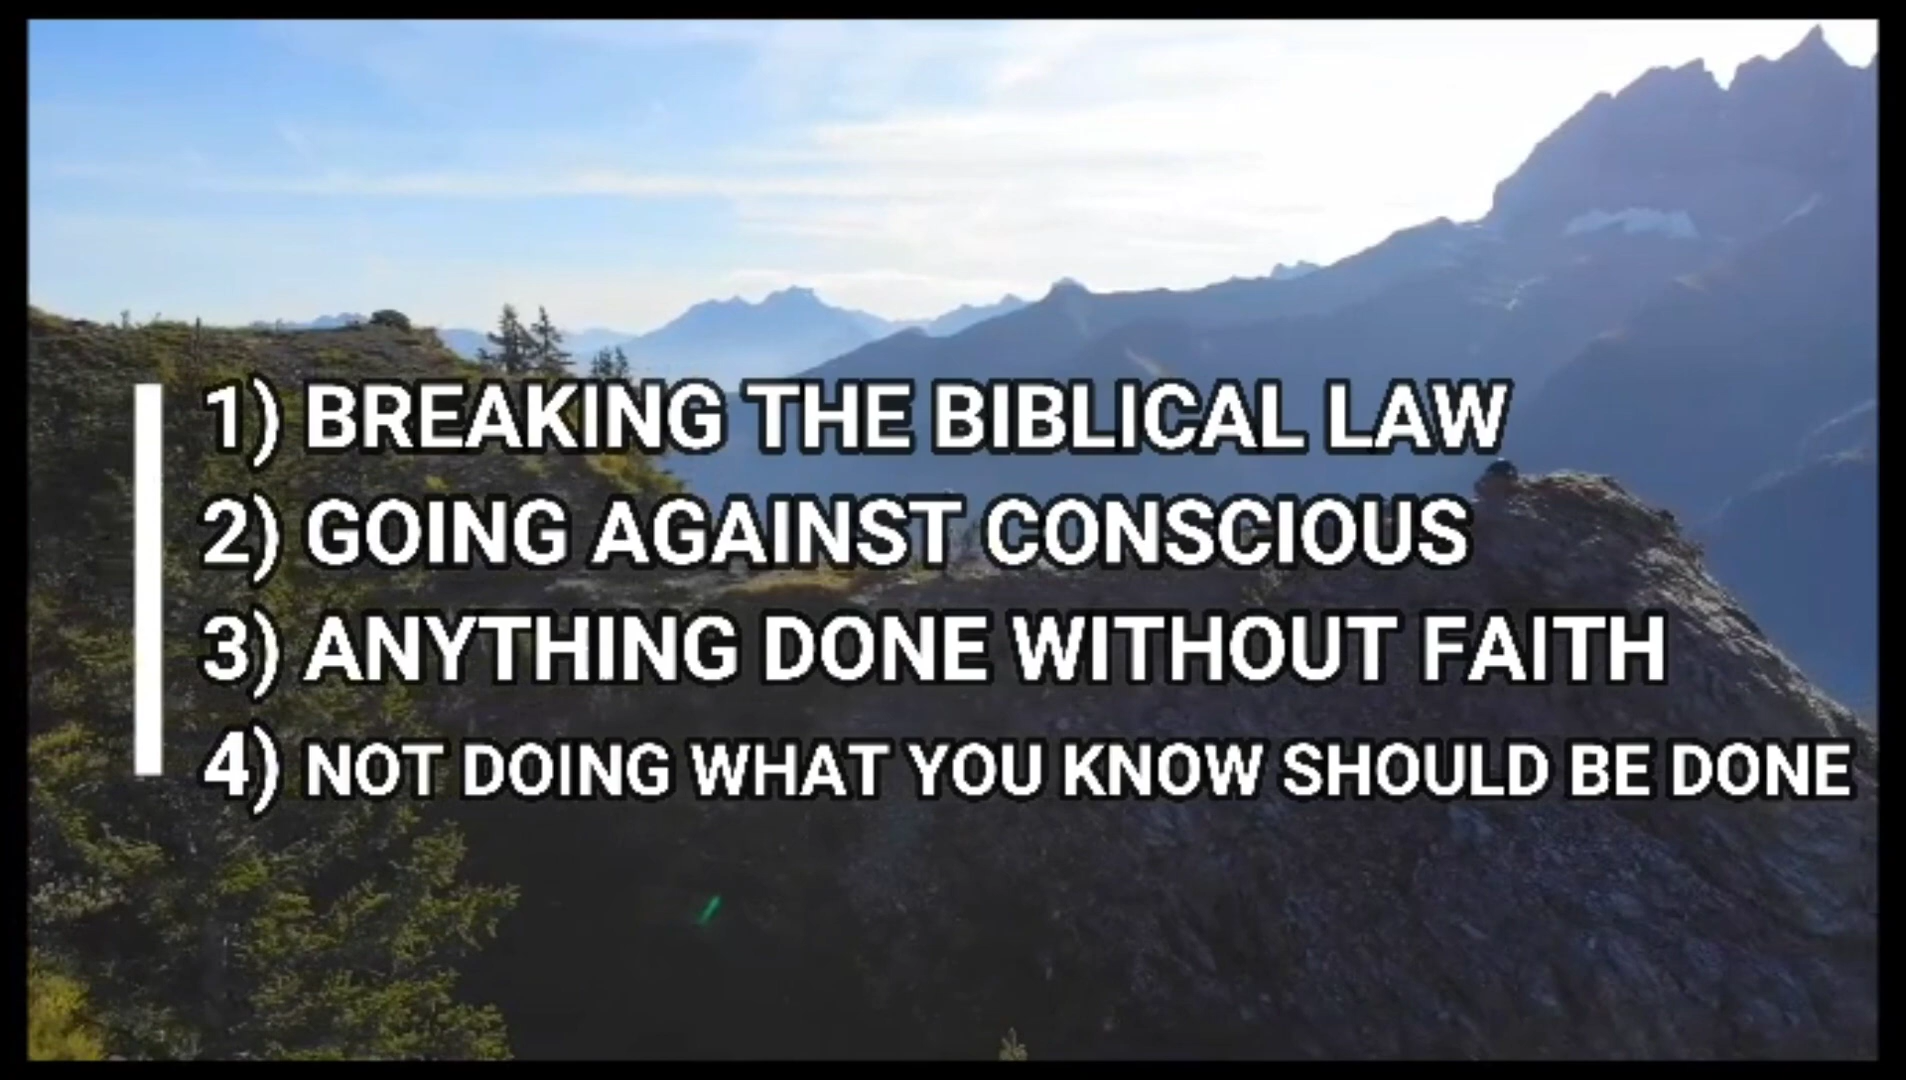 1) BREAKING THE BIBLICAL LAW
2) GOING AGAINST CONSCIOUS
3) ANYTHING DONE WITHOUT FAITH
4) NOT DOING WHAT YOU KNOW SHOULD BE DONE